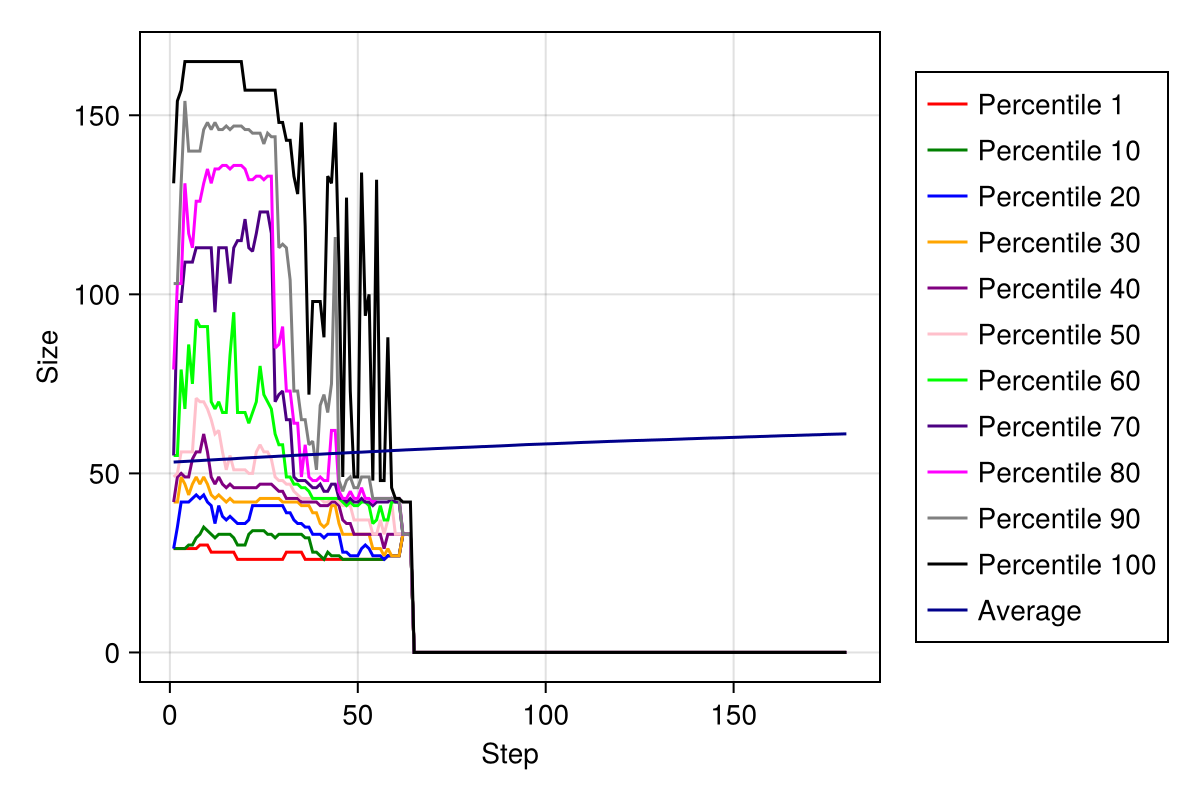 150
100
50
0
Size
0
50
100
150
Step
Percentile 1
Percentile 10
Percentile 20
Percentile 30
Percentile 40
Percentile 50
Percentile 60
Percentile 70
Percentile 80
Percentile 90
Percentile 100
Average